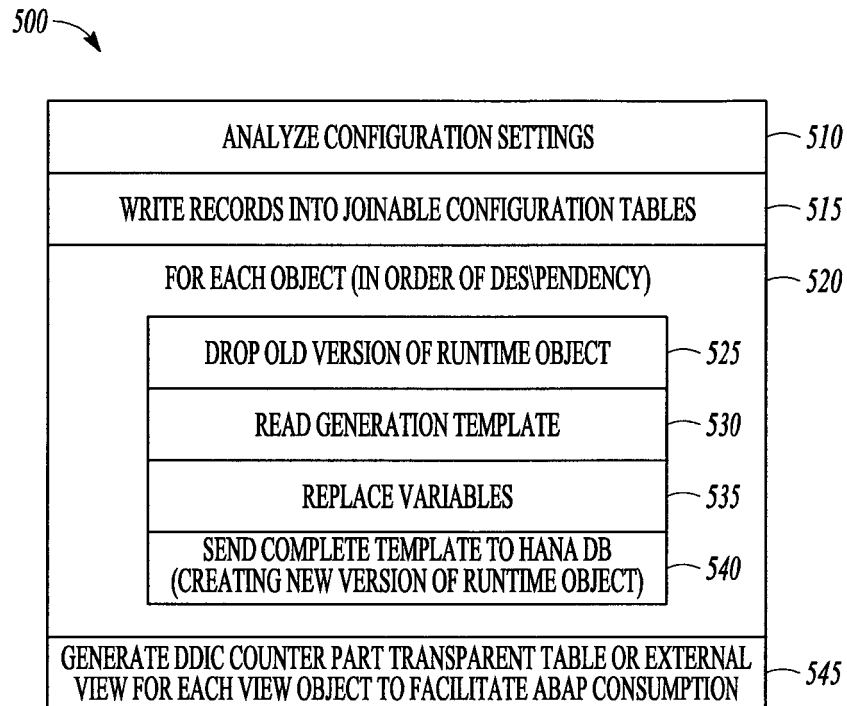 500
ANALYZE CONFIGURATION SETTINGS
510
WRITE RECORDS INTO JOINABLE CONFIGURATION TABLES
515
FOR EACH OBJECT (IN ORDER OF DES\PENDENCY)
520
DROP OLD VERSION OF RUNTIME OBJECT
525
READ GENERATION TEMPLATE
530
REPLACE VARIABLES
535
SEND COMPLETE TEMPLATE TO HANA DB
(CREATING NEW VERSION OF RUNTIME OBJECT)
540
GENERATE DDIC COUNTER PART TRANSPARENT TABLE OR EXTERNAL
VIEW FOR EACH VIEW OBJECT TO FACILITATE ABAP CONSUMPTION
545